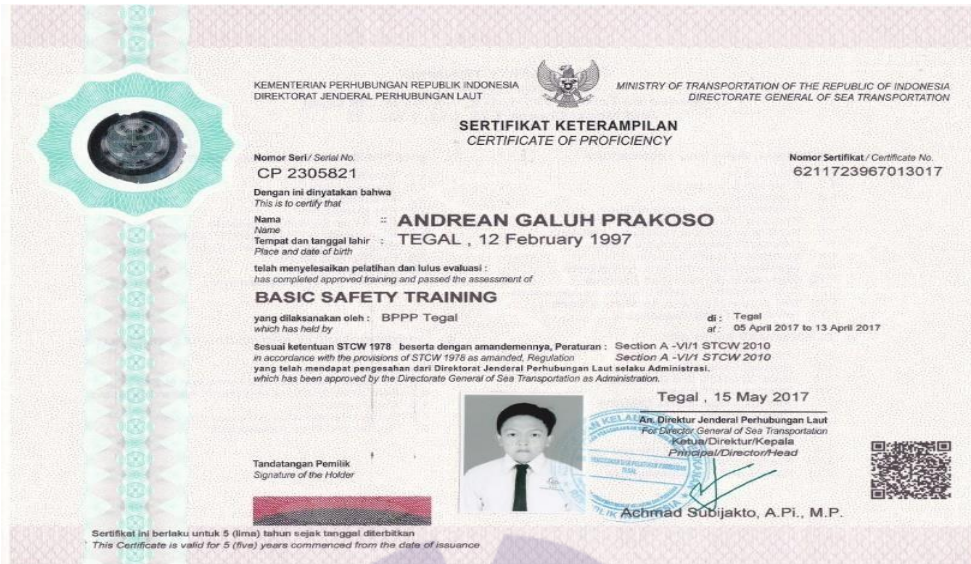 KEMENTERIAN PERHUBUNGAN REPUBLIK INDONESIA
DIREKTORAT JENDERAL PERHUBUNGAN LAUT
MINISTRY OF TRANSPORTATION OF THE REPUBLIC OF INDONESIA
DIRECTORATE GENERAL OF SEA TRANSPORTATION
SERTIFIKAT KETERAMPILAN
CERTIFICATE OF PROFICIENCY
Nomor Seri / Serial No.
CP 2305821
Nomor Sertifikat / Certificate No.
6211723967013017
Dengan ini dinyatakan bahwa
This is to certify that
Nama :: ANDREAN GALUH PRAKOSO
Name
Tempat dan tanggal lahir : TEGAL , 12 February 1997
Place and date of birth
telah menyelesaikan pelatihan dan lulus evaluasi :
has completed approved training and passed the assessment of
BASIC SAFETY TRAINING
yang dilaksanakan oleh : BPPP Tegal di : Tegal
which has held by at : 05 April 2017 to 13 April 2017
Sesuai ketentuan STCW 1978 beserta dengan amandemennya, Peraturan : Section A -VI/1 STCW 2010
in accordance with the provisions of STCW 1978 as amanded, Regulation Section A -VI/1 STCW 2010
yang telah mendapat pengesahan dari Direktorat Jenderal Perhubungan Laut selaku Administrasi.
which has been approved by the Directorate General of Sea Transportation as Administration.
Tegal , 15 May 2017
An. Direktur Jenderal Perhubungan Laut
For Director General of Sea Transportation
Ketua/Direktur/Kepala
Principal/Director/Head
Tandatangan Pemilik
Signature of the Holder
Achmad Subijakto, A.Pi., M.P.
Sertifikat ini berlaku untuk 5 (lima) tahun sejak tanggal diterbitkan
This Certificate is valid for 5 (five) years commenced from the date of issuance